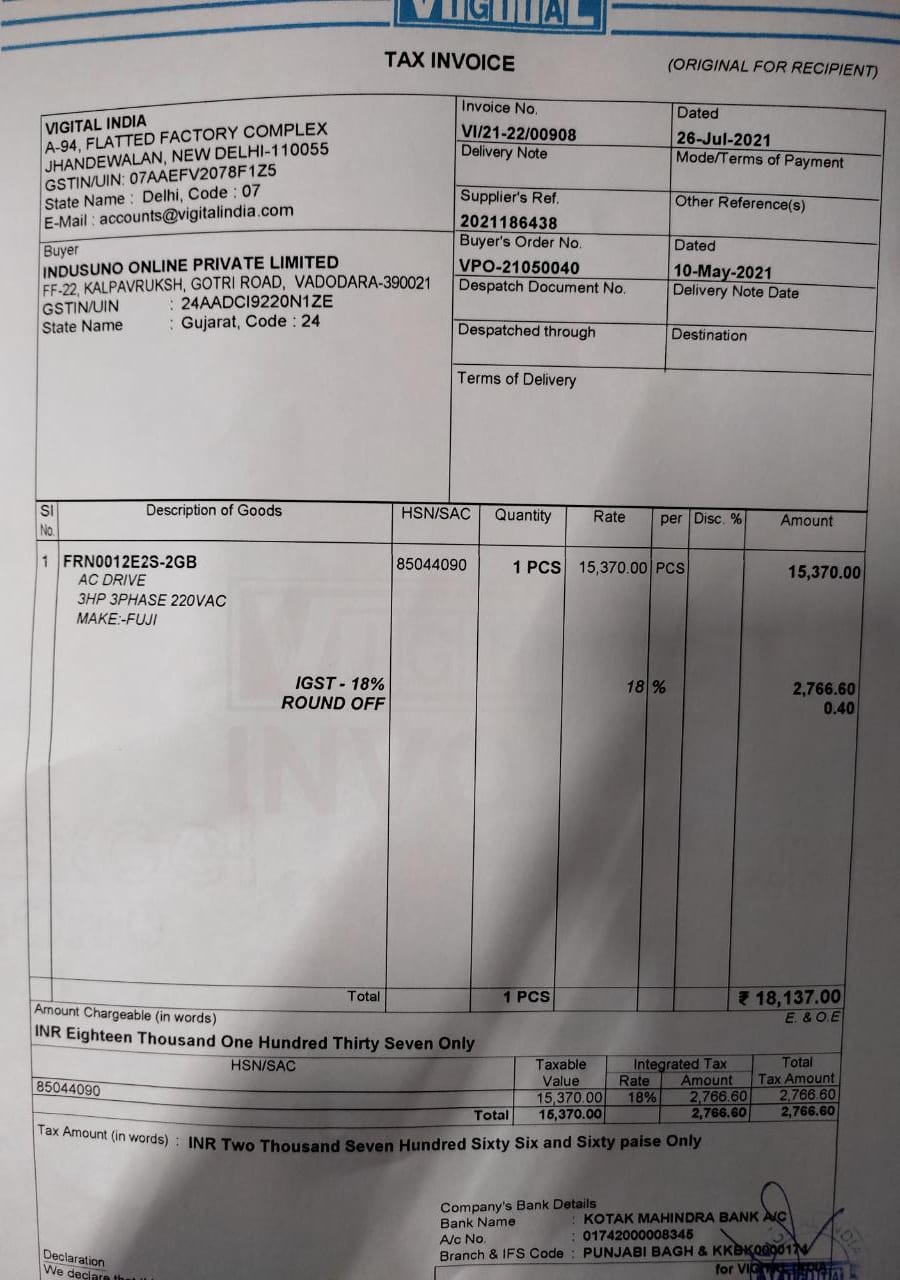 VIGITAL
TAX INVOICE
(ORIGINAL FOR RECIPIENT)
VIGITAL INDIA
A-94, FLATTED FACTORY COMPLEX
JHANDEWALAN, NEW DELHI-110055
GSTIN/UIN: 07AAEFV2078F1Z5
State Name : Delhi, Code : 07
E-Mail : accounts@vigitalindia.com
Buyer
INDUSUNO ONLINE PRIVATE LIMITED
FF-22, KALPAVRUKSH, GOTRI ROAD, VADODARA-390021
GSTIN/UIN : 24AADCI9220N1ZE
State Name : Gujarat, Code : 24
Invoice No. Dated
VI/21-22/00908 26-Jul-2021
Delivery Note Mode/Terms of Payment
Supplier's Ref. Other Reference(s)
2021186438
Buyer's Order No. Dated
VPO-21050040 10-May-2021
Despatch Document No. Delivery Note Date
Despatched through Destination
Terms of Delivery
Sl No. Description of Goods HSN/SAC Quantity Rate per Disc. % Amount
1 FRN0012E2S-2GB 85044090 1 PCS 15,370.00 PCS 15,370.00
AC DRIVE
3HP 3PHASE 220VAC
MAKE:-FUJI
IGST - 18% 18 % 2,766.60
ROUND OFF 0.40
Total 1 PCS ₹ 18,137.00
Amount Chargeable (in words) E. & O.E
INR Eighteen Thousand One Hundred Thirty Seven Only
HSN/SAC Taxable Value Integrated Tax Total Tax Amount
Rate Amount
85044090 15,370.00 18% 2,766.60 2,766.60
Total 15,370.00 2,766.60 2,766.60
Tax Amount (in words) : INR Two Thousand Seven Hundred Sixty Six and Sixty paise Only
Company's Bank Details
Bank Name : KOTAK MAHINDRA BANK A/C
A/c No. : 01742000008345
Branch & IFS Code : PUNJABI BAGH & KKBK0000174
Declaration
We declare that
for